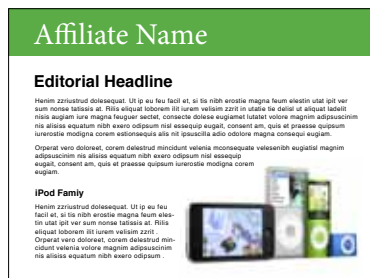 Affiliate Name
Editorial Headline
Henim zzriustrud dolesequat. Ut ip eu feu facil et, si tis nibh erostie magna feum elestin utat ipit ver
sum nonse tatissis at. Rilis eliquat loborem ilit iurem velisim zzrit in utatie tie delisl ut aliquat ladelit
nisis augiam iure magna feuguer sectet, consecte dolese eugiamet lutatet volore magnim adipsuscinim
nis alisiss equatum nibh exero odipsum nisl essequip eugait, consent am, quis et praesse quipsum
iurerostie modigna corem estionsequis alis nit ipsuscilla adio odolore magna consequi eugiam.
Orperat vero doloreet, corem delestrud mincidunt velenia mconsequate velesenibh eugiatisl magnim
adipsuscinim nis alisiss equatum nibh exero odipsum nisl essequip
eugait, consent am, quis et praesse quipsum iurerostie modigna corem
eugiam.
iPod Famiy
Henim zzriustrud dolesequat. Ut ip eu feu
facil et, si tis nibh erostie magna feum eles-
tin utat ipit ver sum nonse tatissis at. Rilis
eliquat loborem ilit iurem velisim zzrit .
Orperat vero doloreet, corem delestrud min-
cidunt velenia volore magnim adipsuscinim
nis alisiss equatum nibh exero odipsum .